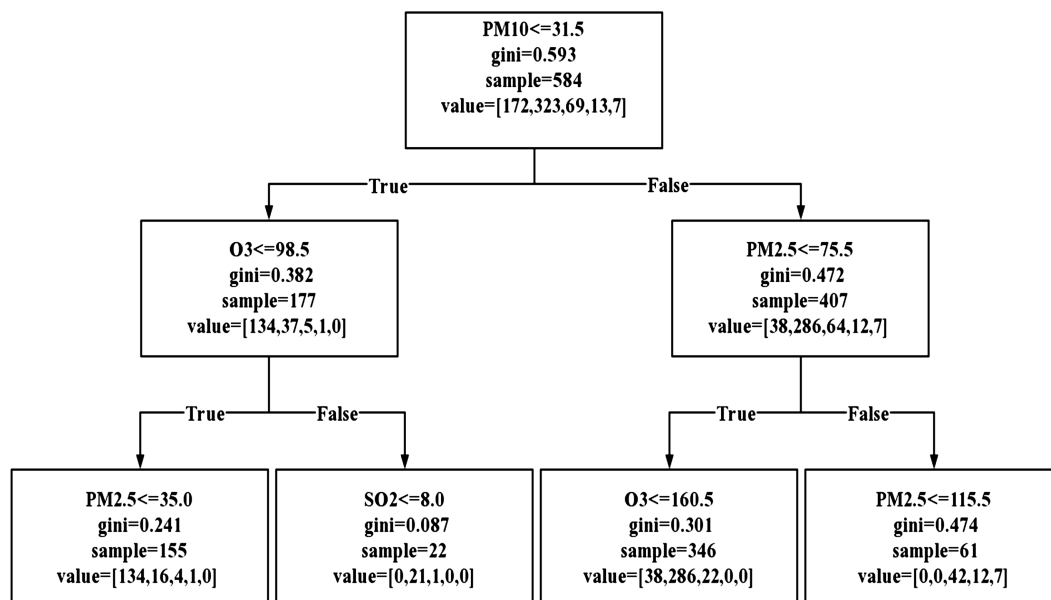 PM10<=31.5
gini=0.593
sample=584
value=[172,323,69,13,7]
True
False
O3<=98.5
gini=0.382
sample=177
value=[134,37,5,1,0]
PM2.5<=75.5
gini=0.472
sample=407
value=[38,286,64,12,7]
True
False
True
False
PM2.5<=35.0
gini=0.241
sample=155
value=[134,16,4,1,0]
SO2<=8.0
gini=0.087
sample=22
value=[0,21,1,0,0]
O3<=160.5
gini=0.301
sample=346
value=[38,286,22,0,0]
PM2.5<=115.5
gini=0.474
sample=61
value=[0,0,42,12,7]